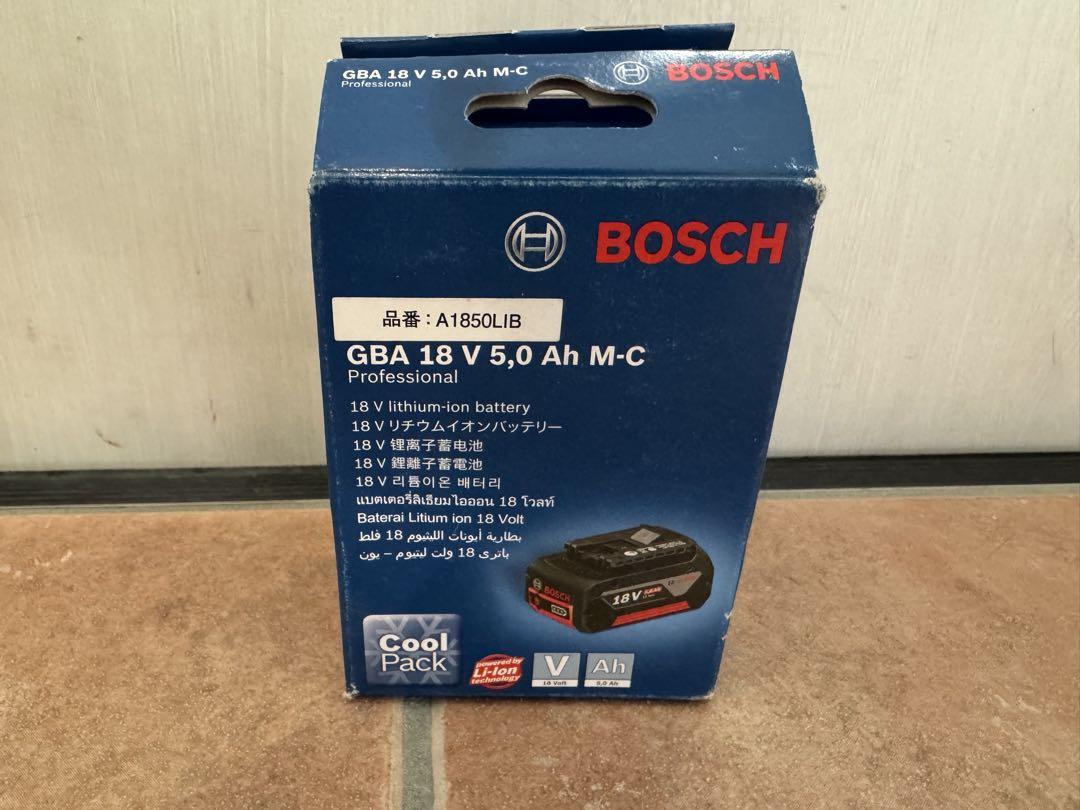 GBA 18 V 5,0 Ah M-C
Professional
BOSCH
BOSCH
品番:A1850LIB
GBA 18 V 5,0 Ah M-C
Professional
18 V lithium-ion battery
18 V リチウムイオンバッテリー
18 V 锂离子蓄电池
18 V 鋰離子蓄電池
18 V 리튬이온 배터리
แบตเตอรี่ลิเธียมไอออน 18 โวลท์
Baterai Litium ion 18 Volt
بطارية أيونات الليثيوم 18 فلط
باتری 18 ولت لیتیوم – یون
BOSCH
18V
5,0 Ah
Cool
Pack
powered by
Li-Ion
technology
V
18 Volt
Ah
5,0 Ah